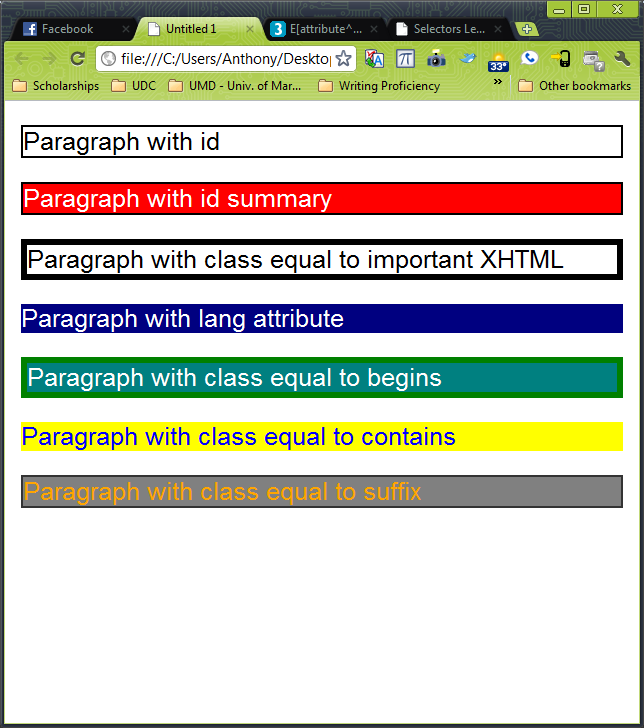 Facebook
Untitled 1
3 E[attribute^...
Selectors Le...
file:///C:/Users/Anthony/Desktop
33°
Scholarships
UDC
UMD - Univ. of Mar...
Writing Proficiency
»
Other bookmarks
Paragraph with id
Paragraph with id summary
Paragraph with class equal to important XHTML
Paragraph with lang attribute
Paragraph with class equal to begins
Paragraph with class equal to contains
Paragraph with class equal to suffix